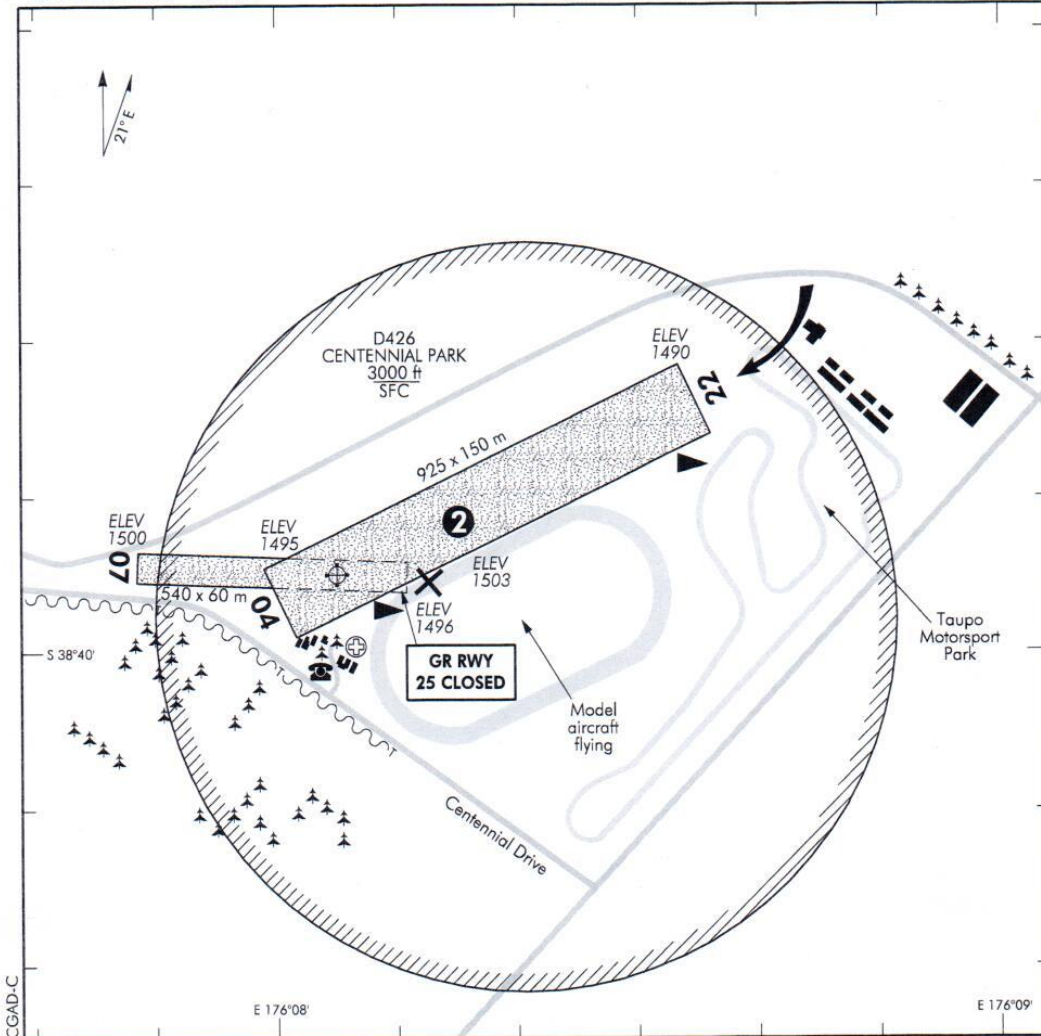 21° E
D426
CENTENNIAL PARK
3000 ft
SFC
ELEV
1490
22
925 x 150 m
2
ELEV
1500
07
ELEV
1495
540 x 60 m
04
ELEV
1503
ELEV
1496
GR RWY
25 CLOSED
S 38°40'
Taupo
Motorsport
Park
Model
aircraft
flying
T
T
Centennial Drive
CGAD-C
E 176°08'
E 176°09'